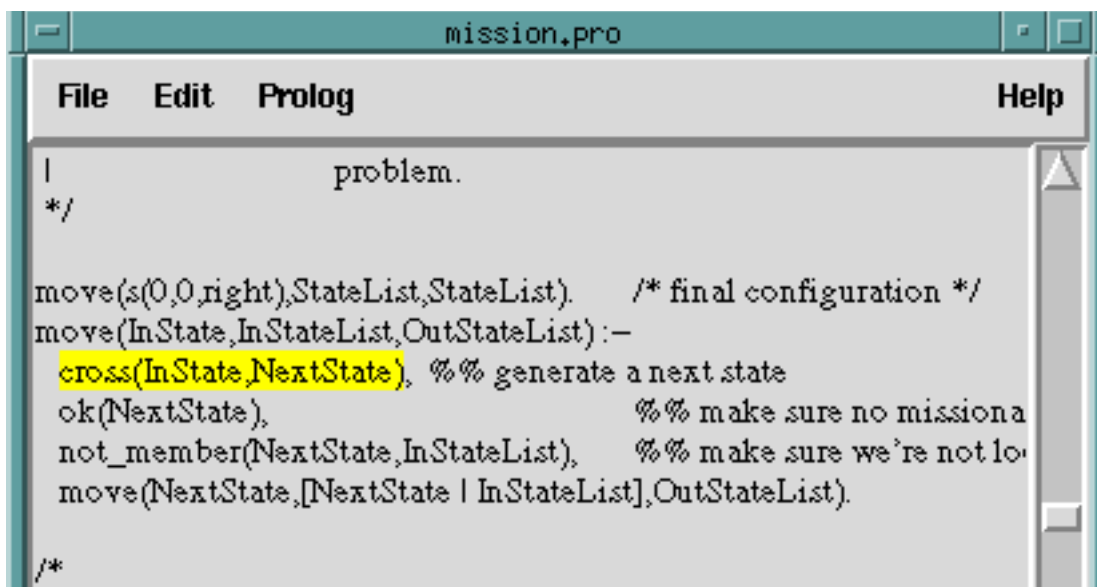 mission.pro
File Edit Prolog Help
| problem.
*/
move(s(0,0,right),StateList,StateList). /* final configuration */
move(InState,InStateList,OutStateList) :–
cross(InState,NextState), %% generate a next state
ok(NextState), %% make sure no missiona
not_member(NextState,InStateList), %% make sure we're not lo
move(NextState,[NextState | InStateList],OutStateList).
/*